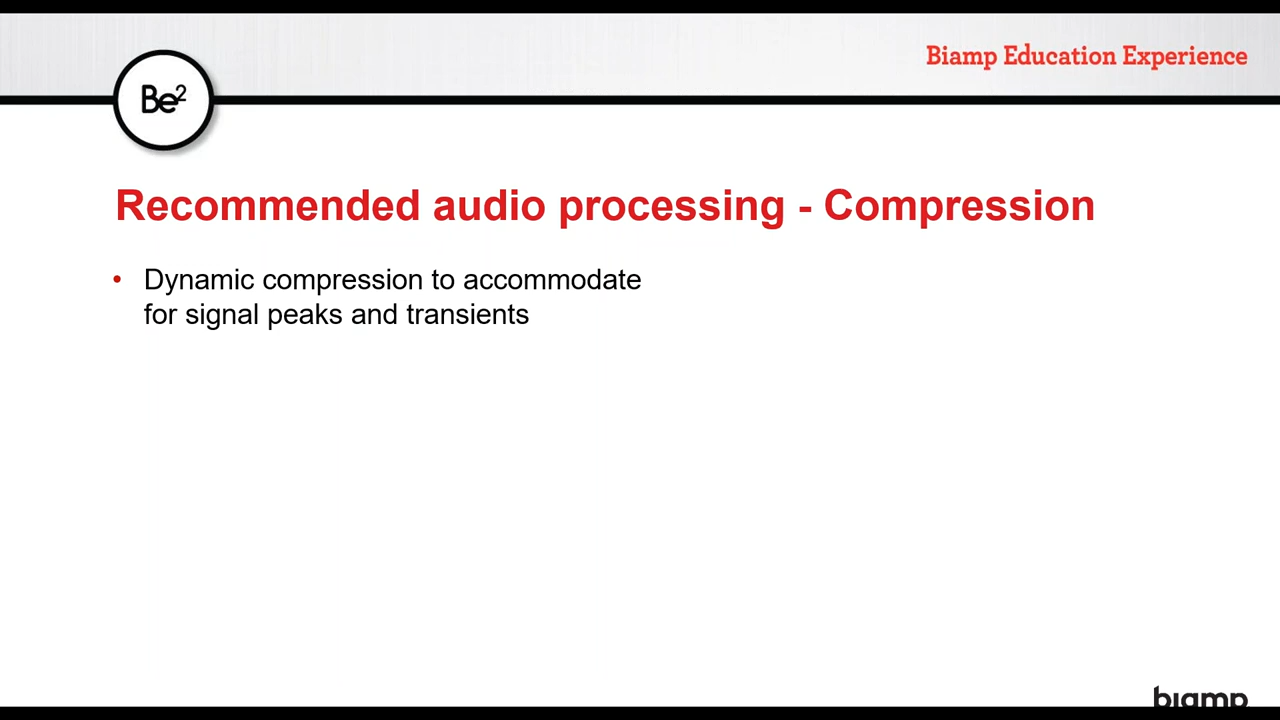 Biamp Education Experience
Be²
Recommended audio processing - Compression
• Dynamic compression to accommodate
for signal peaks and transients
biamp